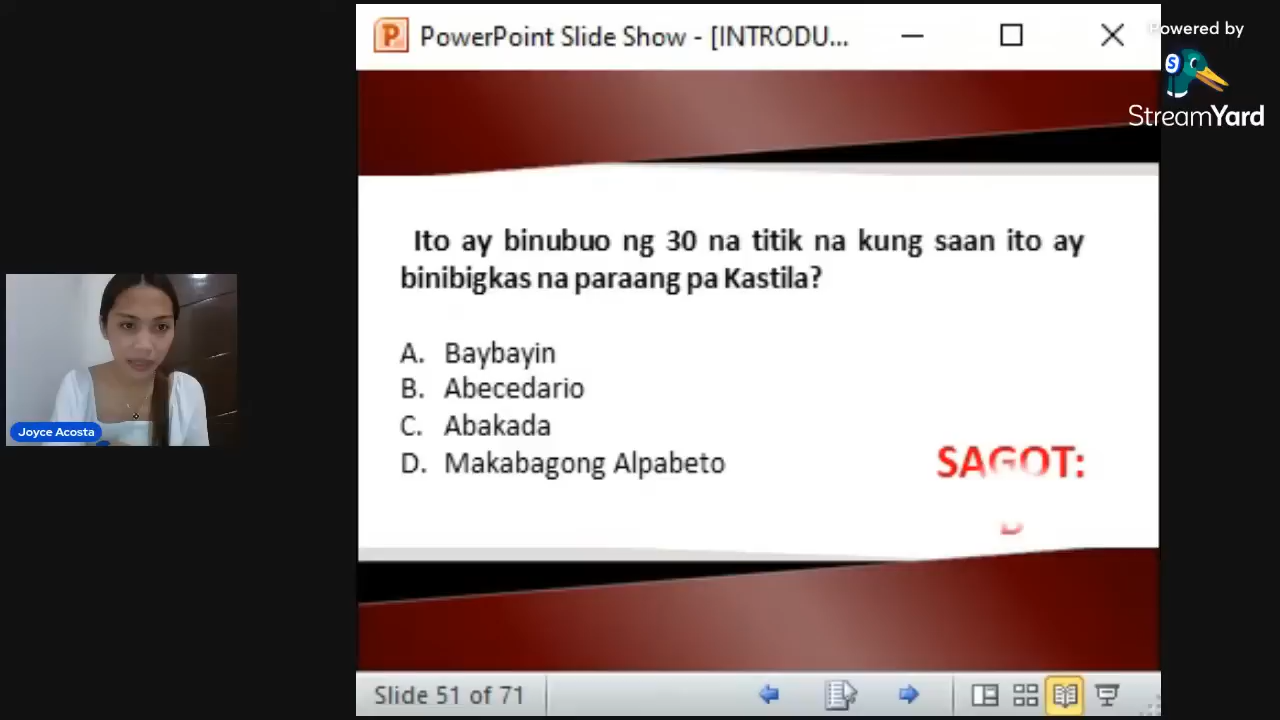 PowerPoint Slide Show - [INTRODU...
Powered by
StreamYard
Ito ay binubuo ng 30 na titik na kung saan ito ay
binibigkas na paraang pa Kastila?
A. Baybayin
B. Abecedario
C. Abakada
D. Makabagong Alpabeto
SAGOT:
Joyce Acosta
Slide 51 of 71